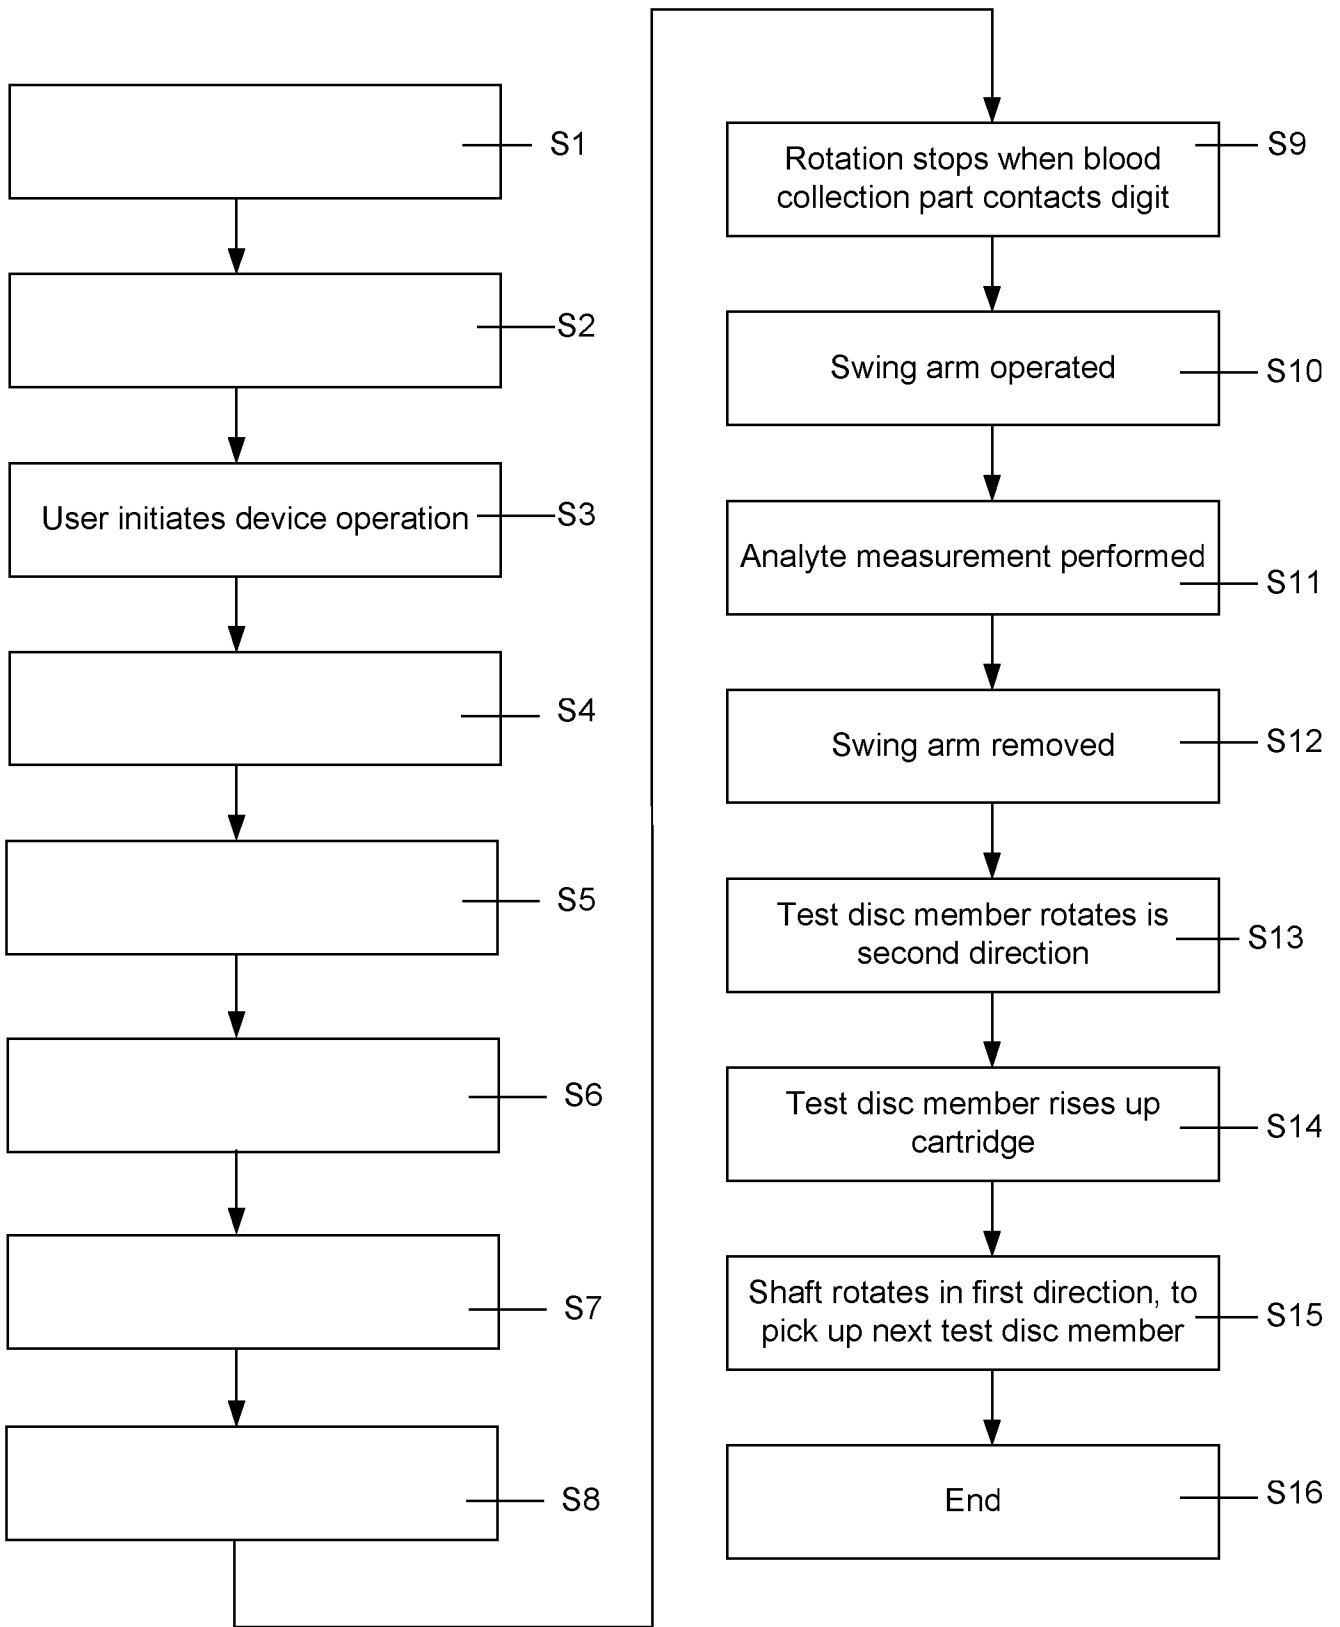 S1
S2
User initiates device operation
S3
S4
S5
S6
S7
S8
Rotation stops when blood
collection part contacts digit
S9
Swing arm operated
S10
Analyte measurement performed
S11
Swing arm removed
S12
Test disc member rotates is
second direction
S13
Test disc member rises up
cartridge
S14
Shaft rotates in first direction, to
pick up next test disc member
S15
End
S16